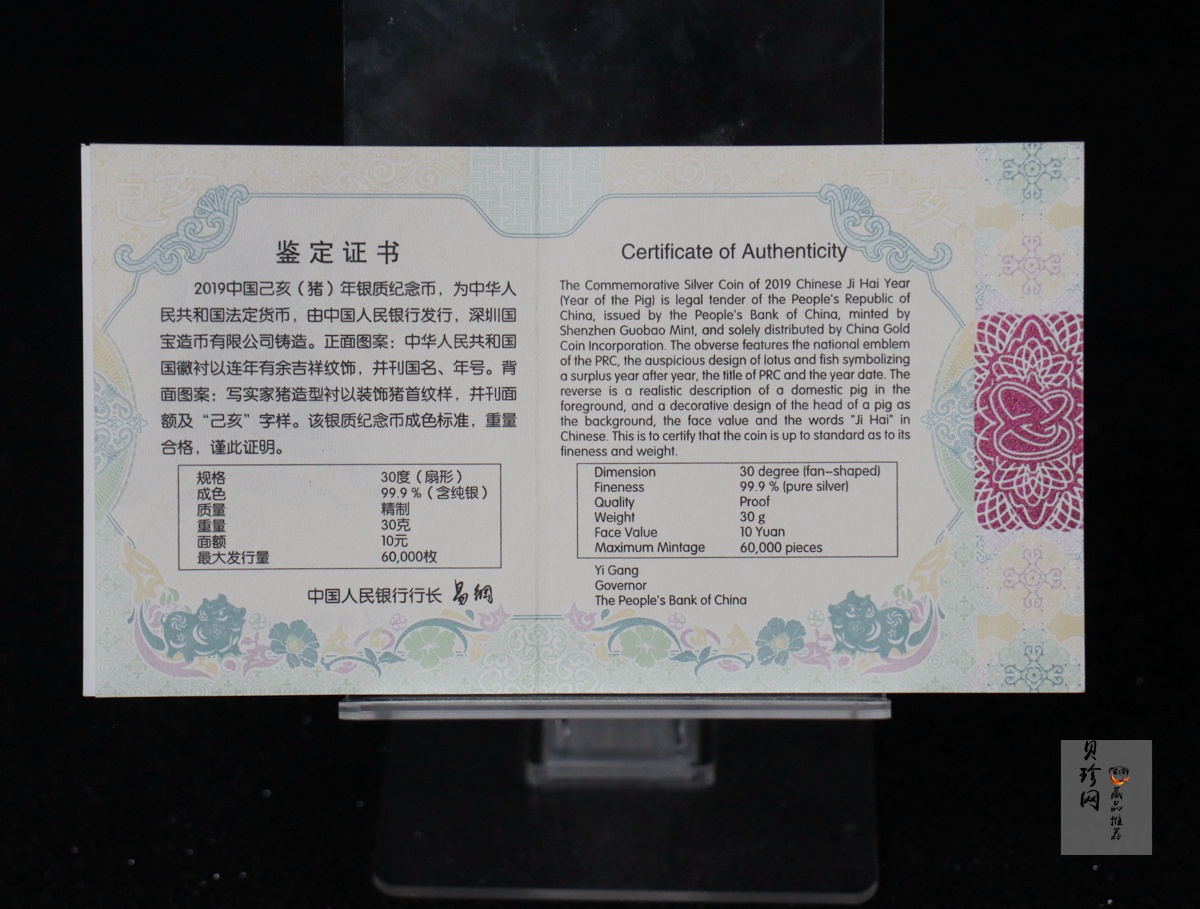 鉴定证书
2019中国己亥（猪）年银质纪念币，为中华人
民共和国法定货币，由中国人民银行发行，深圳国
宝造币有限公司铸造。正面图案：中华人民共和国
国徽衬以连年有余吉祥纹饰，并刊国名、年号。背
面图案：写实家猪造型衬以装饰猪首纹样，并刊面
额及“己亥”字样。该银质纪念币成色标准，重量
合格，谨此证明。
规格 30度（扇形）
成色 99.9％（含纯银）
质量 精制
重量 30克
面额 10元
最大发行量 60,000枚
中国人民银行行长 易纲
Certificate of Authenticity
The Commemorative Silver Coin of 2019 Chinese Ji Hai Year
(Year of the Pig) is legal tender of the People's Republic of
China, issued by the People's Bank of China, minted by
Shenzhen Guobao Mint, and solely distributed by China Gold
Coin Incorporation. The obverse features the national emblem
of the PRC, the auspicious design of lotus and fish symbolizing
a surplus year after year, the title of PRC and the year date. The
reverse is a realistic description of a domestic pig in the
foreground, and a decorative design of the head of a pig as
the background, the face value and the words "Ji Hai" in
Chinese. This is to certify that the coin is up to standard as to its
fineness and weight.
Dimension 30 degree (fan-shaped)
Fineness 99.9 % (pure silver)
Quality Proof
Weight 30 g
Face Value 10 Yuan
Maximum Mintage 60,000 pieces
Yi Gang
Governor
The People's Bank of China
己亥
己亥
贝珍网
藏品推荐